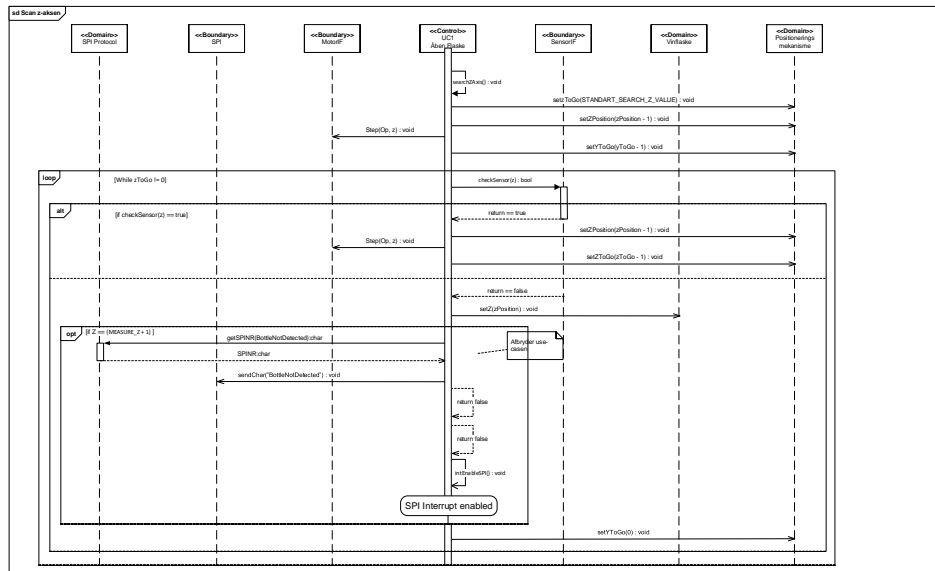 sd Scan z-aksen
<<Domain>>
SPI Protocol
<<Boundary>>
SPI
<<Boundary>>
MotorIF
<<Control>>
UC1
Åben flaske
<<Boundary>>
SensorIF
<<Domain>>
Vinflaske
<<Domain>>
Positionerings
mekanisme
searchZAxis() : void
setzToGo(STANDART_SEARCH_Z_VALUE) : void
setZPosition(zPosition - 1) : void
Step(Op, z) : void
setYToGo(yToGo - 1) : void
loop
[While zToGo != 0]
checkSensor(z) : bool
alt
[if checkSensor(z) == true]
return == true
setZPosition(zPosition - 1) : void
Step(Op, z) : void
setZToGo(zToGo - 1) : void
return == false
setZ(zPosition) : void
opt
[if Z == (MEASURE_Z + 1) ]
getSPINR(BottleNotDetected):char
Afbryder use-
casen
SPINR:char
sendChar("BottleNotDetected") : void
return false
return false
intEnableSPI() : void
SPI Interrupt enabled
setYToGo(0) : void